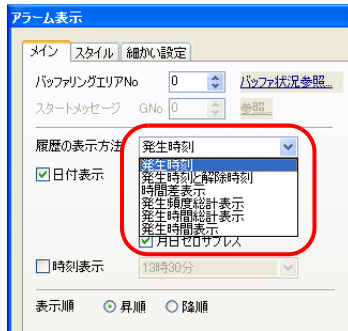 アラーム表示
メイン スタイル 細かい設定
バッファリングエリアNo 0 バッファ状況参照...
スタートメッセージ GNo 0 参照...
履歴の表示方法 発生時刻
発生時刻
発生時刻と解除時刻
日付表示 時間差表示
発生頻度総計表示
発生時間総計表示
発生時間表示
月日ゼロサプレス
時刻表示 13時30分
表示順 昇順 降順